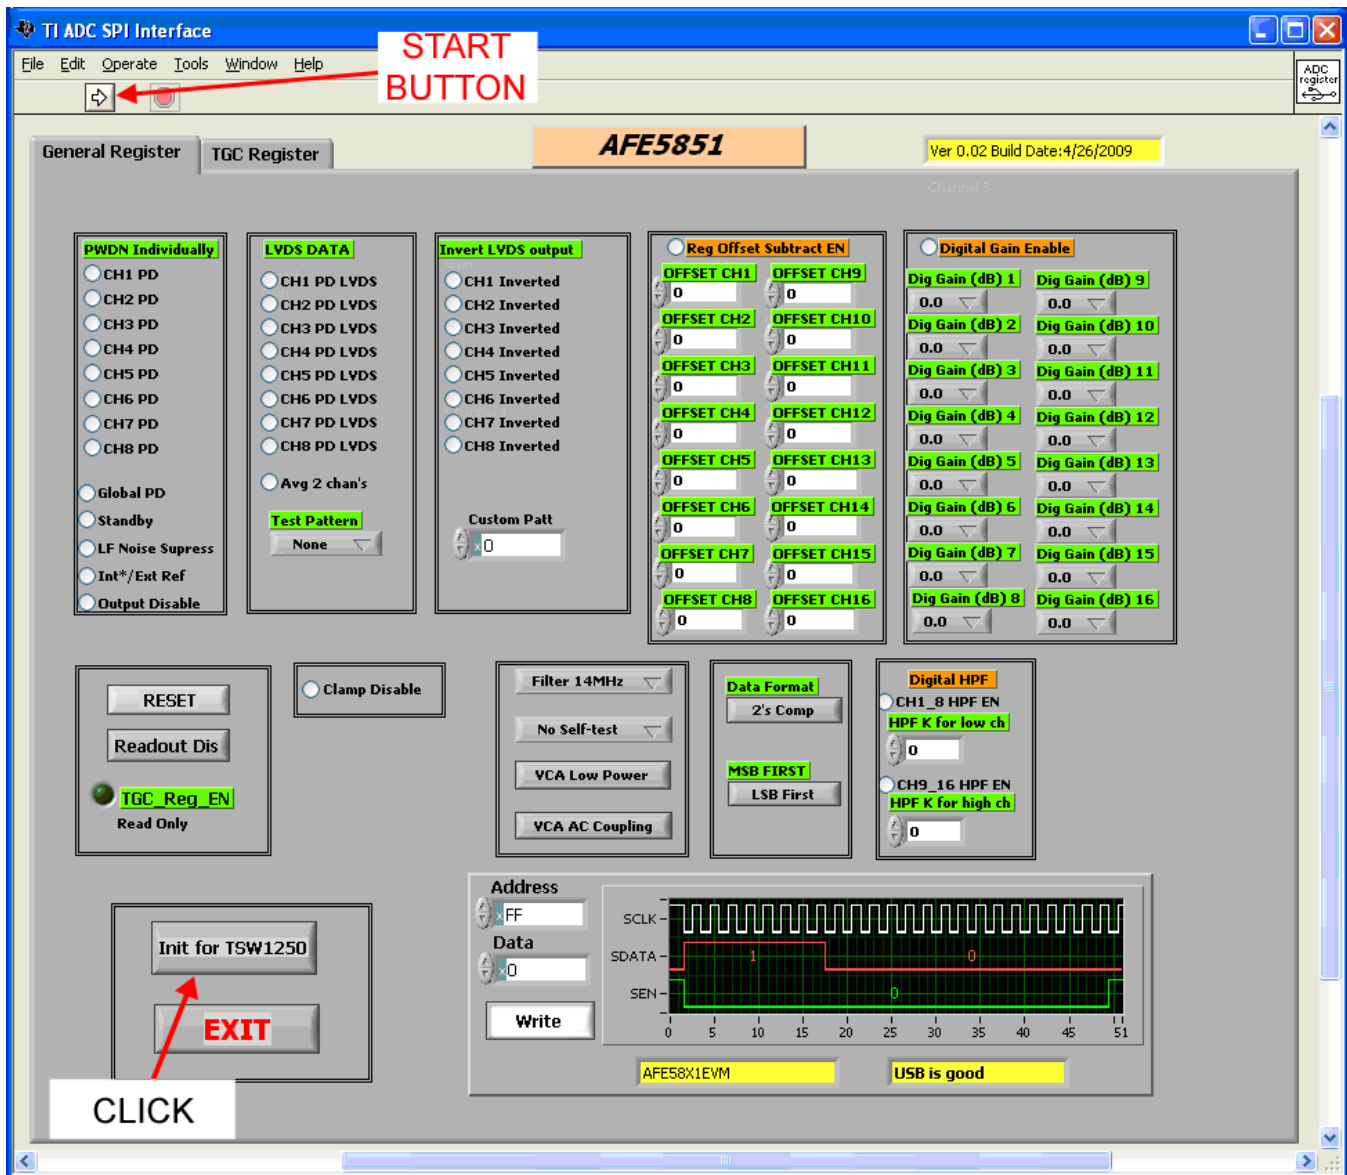 TI ADC SPI Interface
File Edit Operate Tools Window Help
START
BUTTON
ADC
register
General Register
TGC Register
AFE5851
Ver 0.02 Build Date:4/26/2009
Channel 3
PWDN Individually
CH1 PD
CH2 PD
CH3 PD
CH4 PD
CH5 PD
CH6 PD
CH7 PD
CH8 PD
Global PD
Standby
LF Noise Supress
Int*/Ext Ref
Output Disable
LVDS DATA
CH1 PD LVDS
CH2 PD LVDS
CH3 PD LVDS
CH4 PD LVDS
CH5 PD LVDS
CH6 PD LVDS
CH7 PD LVDS
CH8 PD LVDS
Avg 2 chan's
Test Pattern
None
Invert LVDS output
CH1 Inverted
CH2 Inverted
CH3 Inverted
CH4 Inverted
CH5 Inverted
CH6 Inverted
Channel 1
CH7 Inverted
CH8 Inverted
Custom Patt
x0
Reg Offset Subtract EN
OFFSET CH1 OFFSET CH9
0 0
OFFSET CH2 OFFSET CH10
0 0
OFFSET CH3 OFFSET CH11
0 0
OFFSET CH4 OFFSET CH12
0 0
OFFSET CH5 OFFSET CH13
0 0
OFFSET CH6 OFFSET CH14
0 0
OFFSET CH7 OFFSET CH15
0 0
OFFSET CH8 OFFSET CH16
0 0
Digital Gain Enable
Dig Gain (dB) 1 Dig Gain (dB) 9
0.0 0.0
Dig Gain (dB) 2 Dig Gain (dB) 10
0.0 0.0
Dig Gain (dB) 3 Dig Gain (dB) 11
0.0 0.0
Dig Gain (dB) 4 Dig Gain (dB) 12
0.0 0.0
Dig Gain (dB) 5 Dig Gain (dB) 13
0.0 0.0
Dig Gain (dB) 6 Dig Gain (dB) 14
0.0 0.0
Dig Gain (dB) 7 Dig Gain (dB) 15
0.0 0.0
Dig Gain (dB) 8 Dig Gain (dB) 16
0.0 0.0
RESET
Readout Dis
TGC_Reg_EN
Read Only
Clamp Disable
Filter 14MHz
No Self-test
VCA Low Power
VCA AC Coupling
Data Format
2's Comp
MSB FIRST
LSB First
Digital HPF
CH1_8 HPF EN
HPF K for low ch
0
CH9_16 HPF EN
HPF K for high ch
0
Init for TSW1250
EXIT
CLICK
Address
xFF
Data
x0
Write
SCLK
SDATA
1 0
SEN
0
0 5 10 15 20 25 30 35 40 45 51
AFE58X1EVM
USB is good